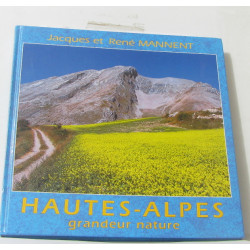 Jacques et René MANNENT
HAUTES-ALPES
grandeur nature